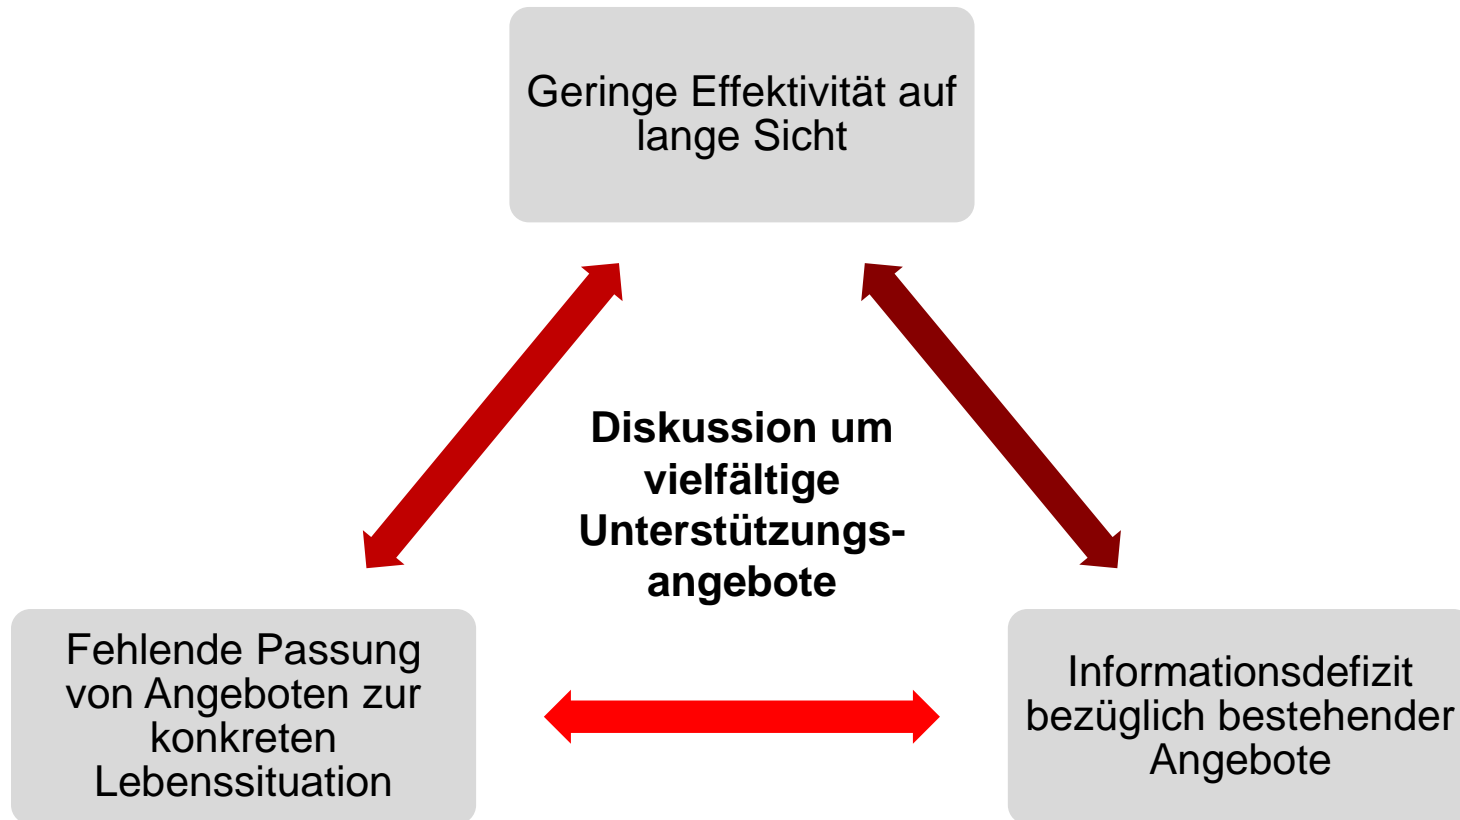 Geringe Effektivität auf
lange Sicht
Diskussion um
vielfältige
Unterstützungs-
angebote
Fehlende Passung
von Angeboten zur
konkreten
Lebenssituation
Informationsdefizit
bezüglich bestehender
Angebote